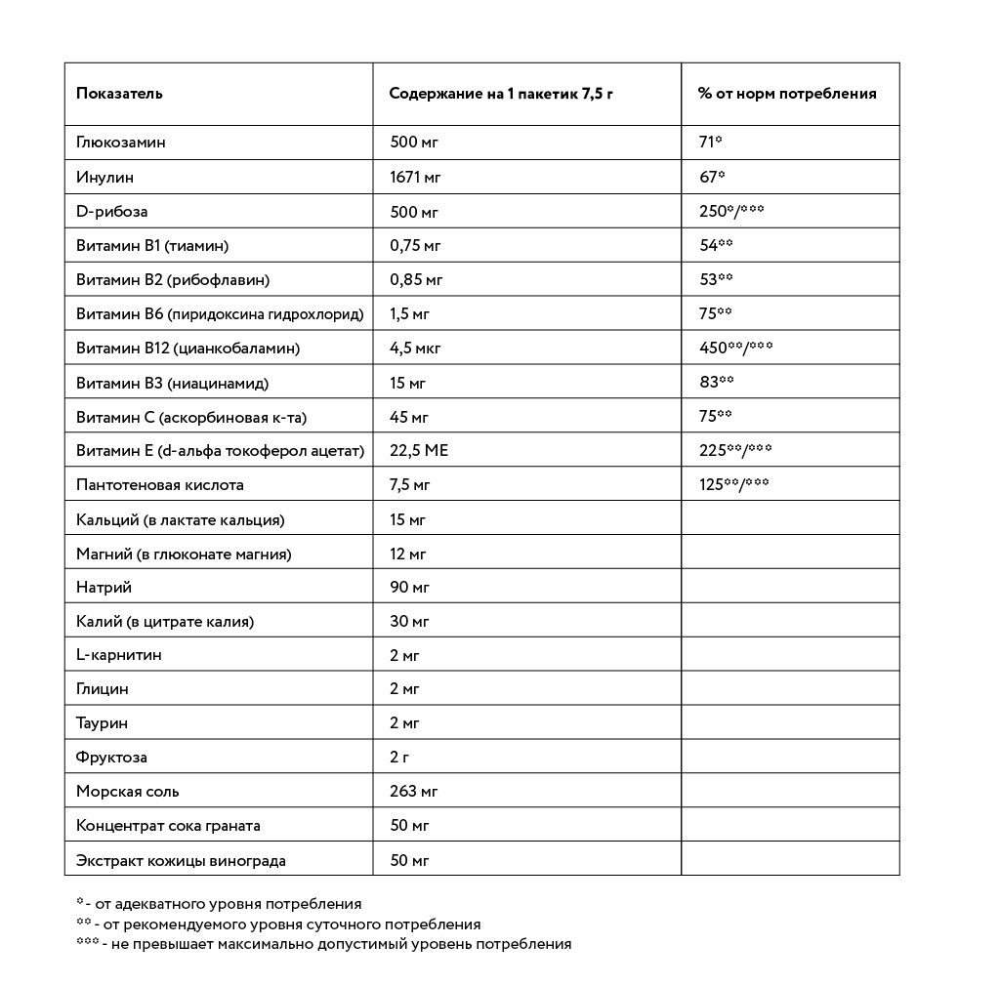 Показатель Содержание на 1 пакетик 7,5 г % от норм потребления
Глюкозамин 500 мг 71*
Инулин 1671 мг 67*
D-рибоза 500 мг 250*/***
Витамин B1 (тиамин) 0,75 мг 54**
Витамин B2 (рибофлавин) 0,85 мг 53**
Витамин B6 (пиридоксина гидрохлорид) 1,5 мг 75**
Витамин B12 (цианкобаламин) 4,5 мкг 450**/***
Витамин B3 (ниацинамид) 15 мг 83**
Витамин C (аскорбиновая к-та) 45 мг 75**
Витамин E (d-альфа токоферол ацетат) 22,5 МЕ 225**/***
Пантотеновая кислота 7,5 мг 125**/***
Кальций (в лактате кальция) 15 мг
Магний (в глюконате магния) 12 мг
Натрий 90 мг
Калий (в цитрате калия) 30 мг
L-карнитин 2 мг
Глицин 2 мг
Таурин 2 мг
Фруктоза 2 г
Морская соль 263 мг
Концентрат сока граната 50 мг
Экстракт кожицы винограда 50 мг
* - от адекватного уровня потребления
** - от рекомендуемого уровня суточного потребления
*** - не превышает максимально допустимый уровень потребления